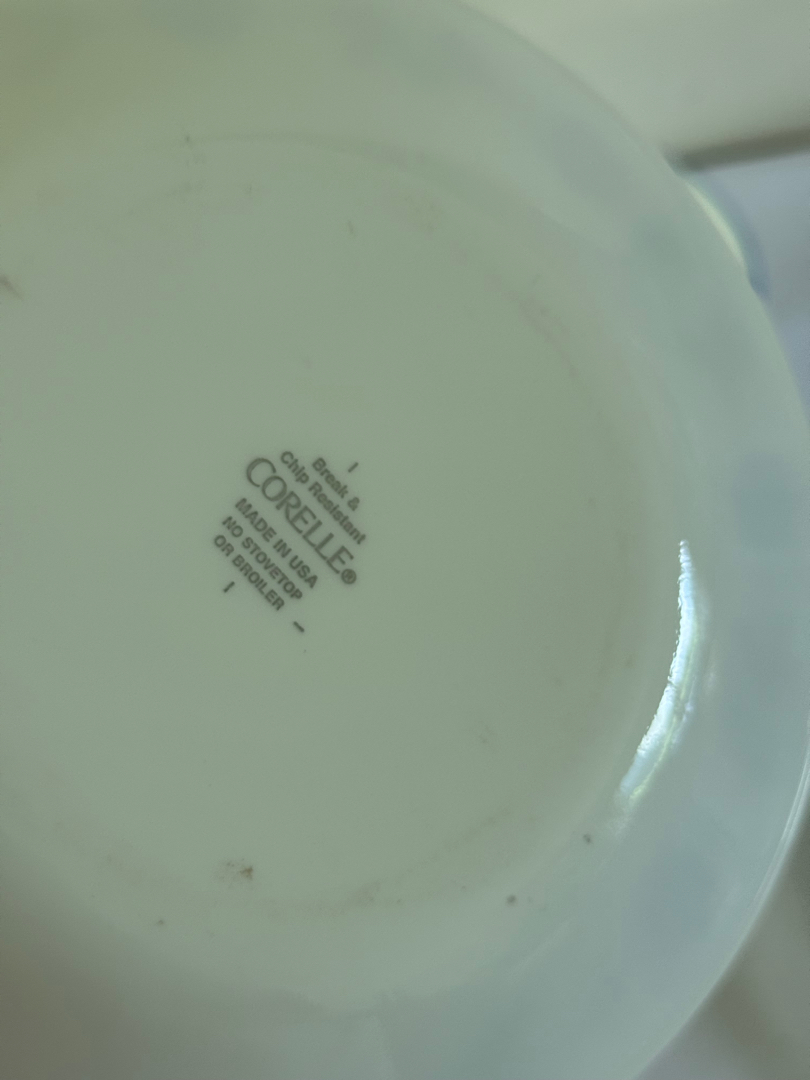 Break &
Chip Resistant
CORELLE®
MADE IN USA
NO STOVETOP
OR BROILER